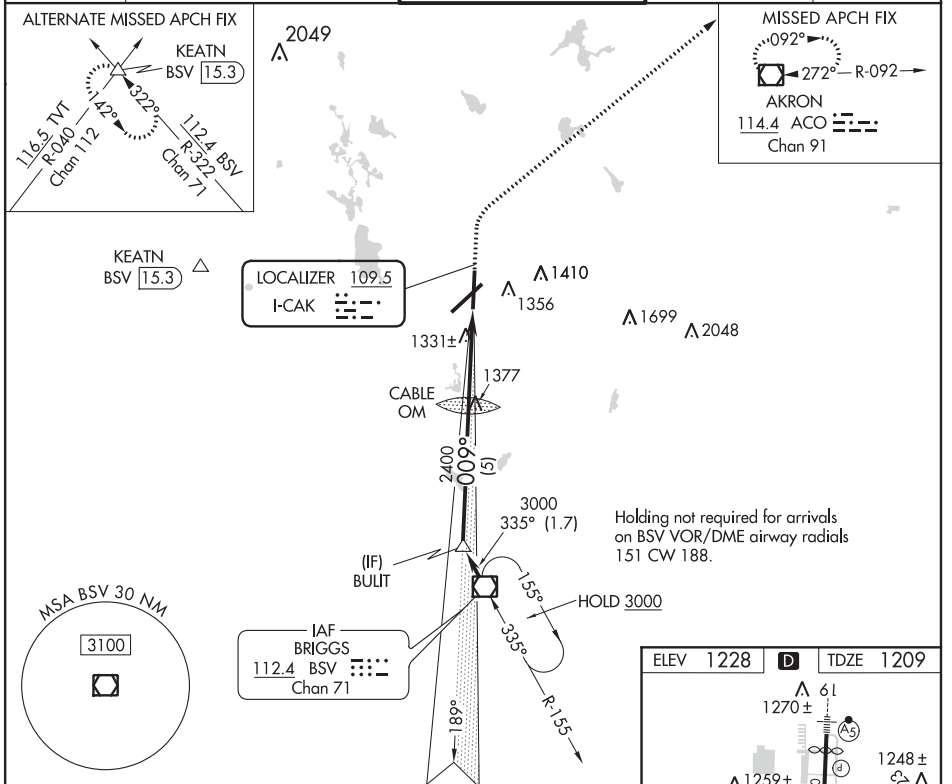 ALTERNATE MISSED APCH FIX
KEATN
BSV 15.3
142°
322°
116.5 TVT
R-040
Chan 112
112.4 BSV
R-322
Chan 71
2049
MISSED APCH FIX
092°
272°
R-092
AKRON
114.4 ACO
Chan 91
KEATN
BSV 15.3
LOCALIZER 109.5
I-CAK
1410
1356
1699
2048
1331±
1377
CABLE
OM
2400
009°
(5)
3000
335° (1.7)
Holding not required for arrivals
on BSV VOR/DME airway radials
151 CW 188.
(IF)
BULIT
155°
HOLD 3000
335°
R-155
MSA BSV 30 NM
3100
IAF
BRIGGS
112.4 BSV
Chan 71
189°
ELEV 1228
D
TDZE 1209
1270±
19
A5
P
1248±
23
1259±